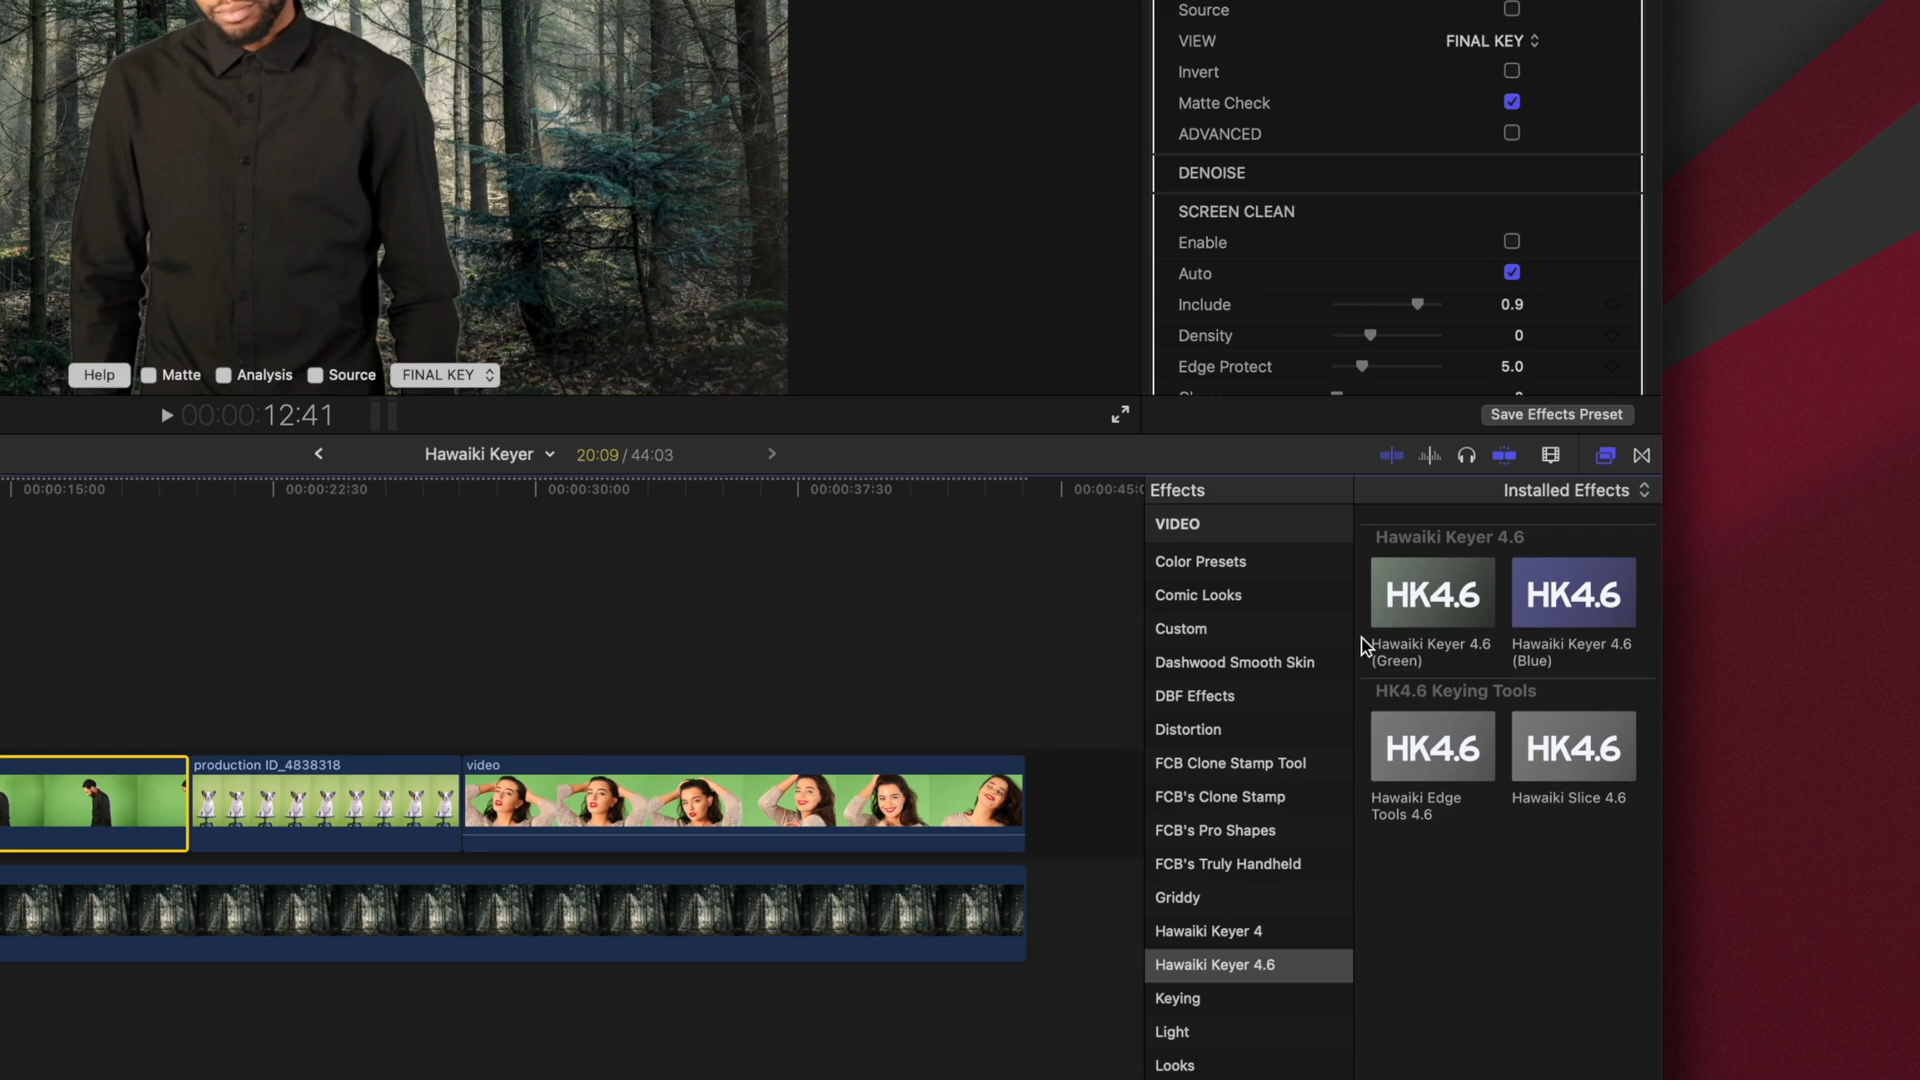 Source
VIEW FINAL KEY
Invert
Matte Check
ADVANCED
DENOISE
SCREEN CLEAN
Enable
Auto
Include 0.9
Density 0
Edge Protect 5.0
Help Matte Analysis Source FINAL KEY
00:00:12:41
Save Effects Preset
Hawaiki Keyer 20:09 / 44:03
00:00:15:00 00:00:22:30 00:00:30:00 00:00:37:30 00:00:45:0
production ID_4838318
video
Effects
Installed Effects
VIDEO
Color Presets
Comic Looks
Custom
Dashwood Smooth Skin
DBF Effects
Distortion
FCB Clone Stamp Tool
FCB's Clone Stamp
FCB's Pro Shapes
FCB's Truly Handheld
Griddy
Hawaiki Keyer 4
Hawaiki Keyer 4.6
Keying
Light
Looks
Hawaiki Keyer 4.6
HK4.6 HK4.6
Hawaiki Keyer 4.6
(Green)
Hawaiki Keyer 4.6
(Blue)
HK4.6 Keying Tools
HK4.6 HK4.6
Hawaiki Edge
Tools 4.6
Hawaiki Slice 4.6